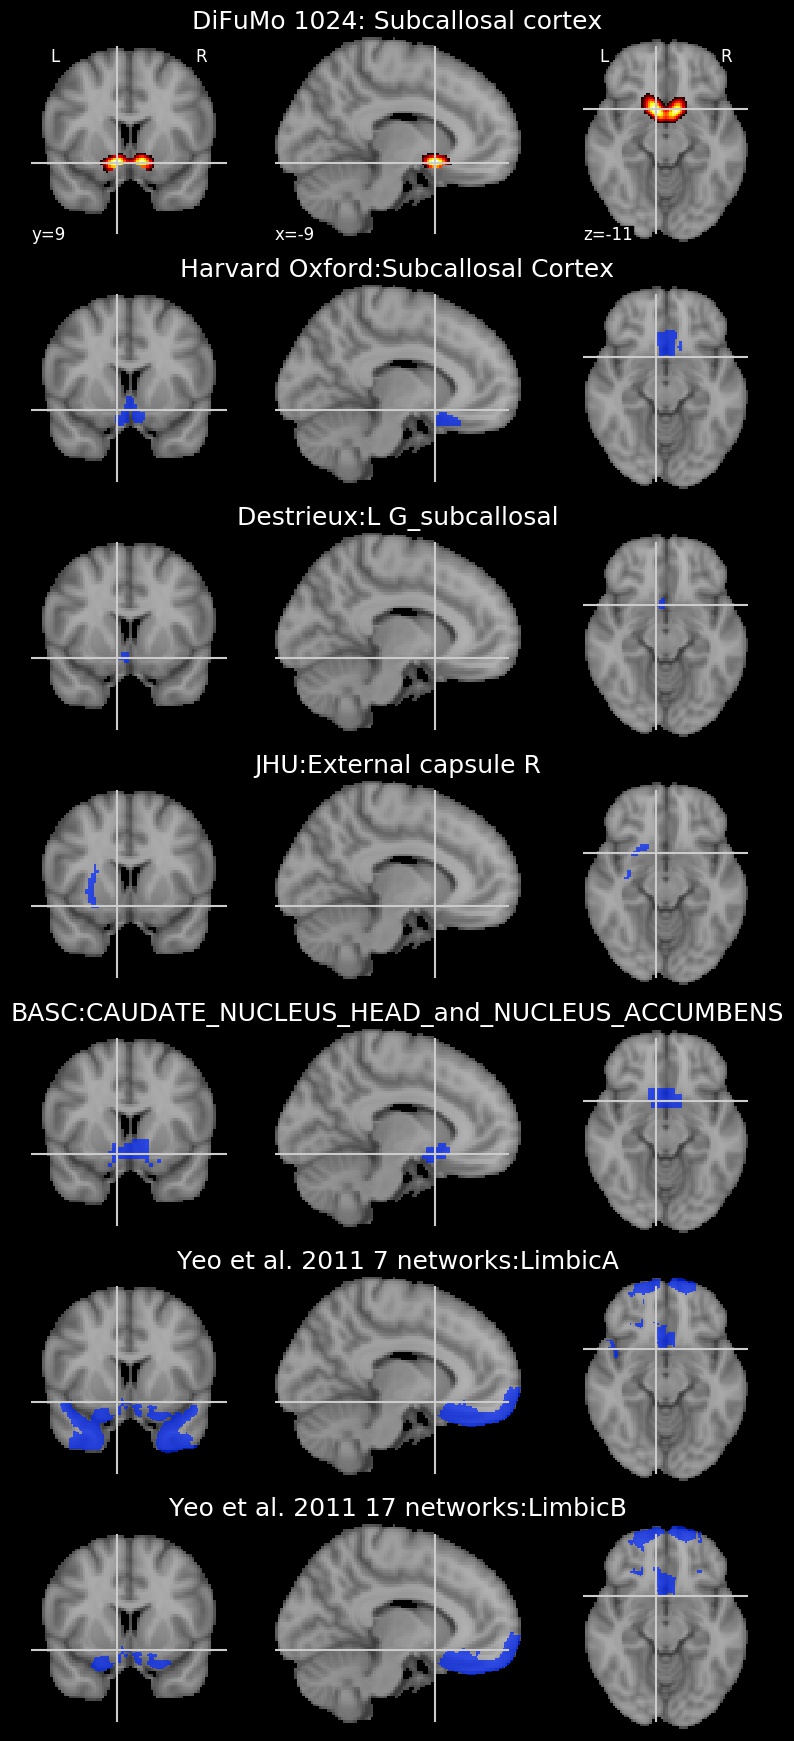 DiFuMo 1024: Subcallosal cortex
L R L R
y=9 x=-9 z=-11
Harvard Oxford:Subcallosal Cortex
Destrieux:L G_subcallosal
JHU:External capsule R
BASC:CAUDATE_NUCLEUS_HEAD_and_NUCLEUS_ACCUMBENS
Yeo et al. 2011 7 networks:LimbicA
Yeo et al. 2011 17 networks:LimbicB